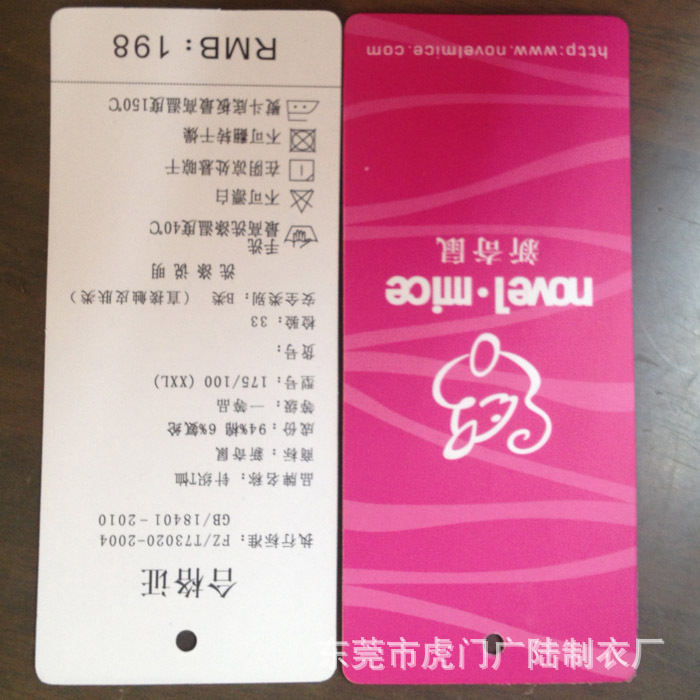 合格证
执行标准：FZ/T73020-2004
GB/18401-2010
品牌名称：针织T恤
商标：新奇鼠
成份：94%棉 6%氨纶
等级：一等品
型号：175/100 (XXL)
货号：
检验：33
安全类别：B类 （直接触皮肤类）
洗涤说明
手洗
最高洗涤温度40℃
不可漂白
在阴凉处悬晾干
不可翻转干燥
熨斗底板最高温度150℃
RMB：198
novel·mice
新奇鼠
http:www.novelmice.com
东莞市虎门广陆制衣厂